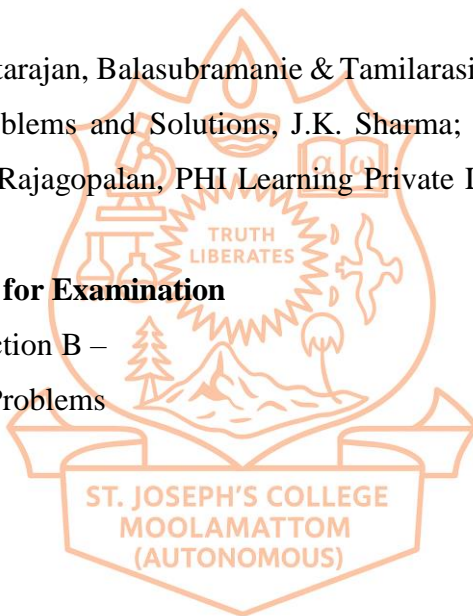 tarajan, Balasubramanie & Tamilarasi
blems and Solutions, J.K. Sharma;
Rajagopalan, PHI Learning Private
for Examination
ction B –
Problems
TRUTH
LIBERATES
α ω
ST. JOSEPH'S COLLEGE
MOOLAMATTOM
(AUTONOMOUS)